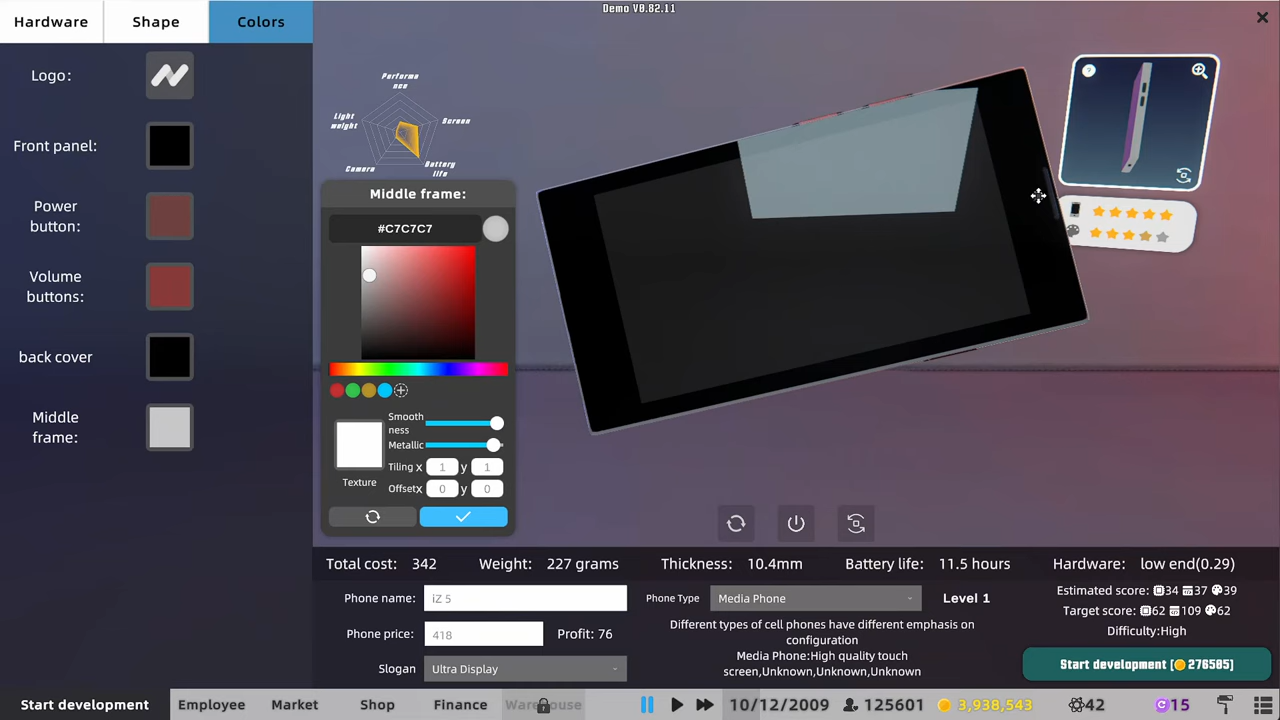 Demo V0.82.11
Hardware Shape Colors
Logo:
Front panel:
Power
button:
Volume
buttons:
back cover
Middle
frame:
Performa
nce
Light
weight
Screen
Camera
Battery
life
Middle frame:
#C7C7C7
Smooth
ness
Metallic
Tiling x 1 y 1
Texture
Offset x 0 y 0
?
Total cost: 342 Weight: 227 grams Thickness: 10.4mm Battery life: 11.5 hours Hardware: low end(0.29)
Phone name: iZ 5
Phone price: 418 Profit: 76
Slogan Ultra Display
Phone Type Media Phone Level 1
Different types of cell phones have different emphasis on
configuration
Media Phone:High quality touch
screen,Unknown,Unknown,Unknown
Estimated score: 34 37 39
Target score: 62 109 62
Difficulty:High
Start development [ 276505]
Start development Employee Market Shop Finance Warehouse 10/12/2009 125601 3,938,543 42 15